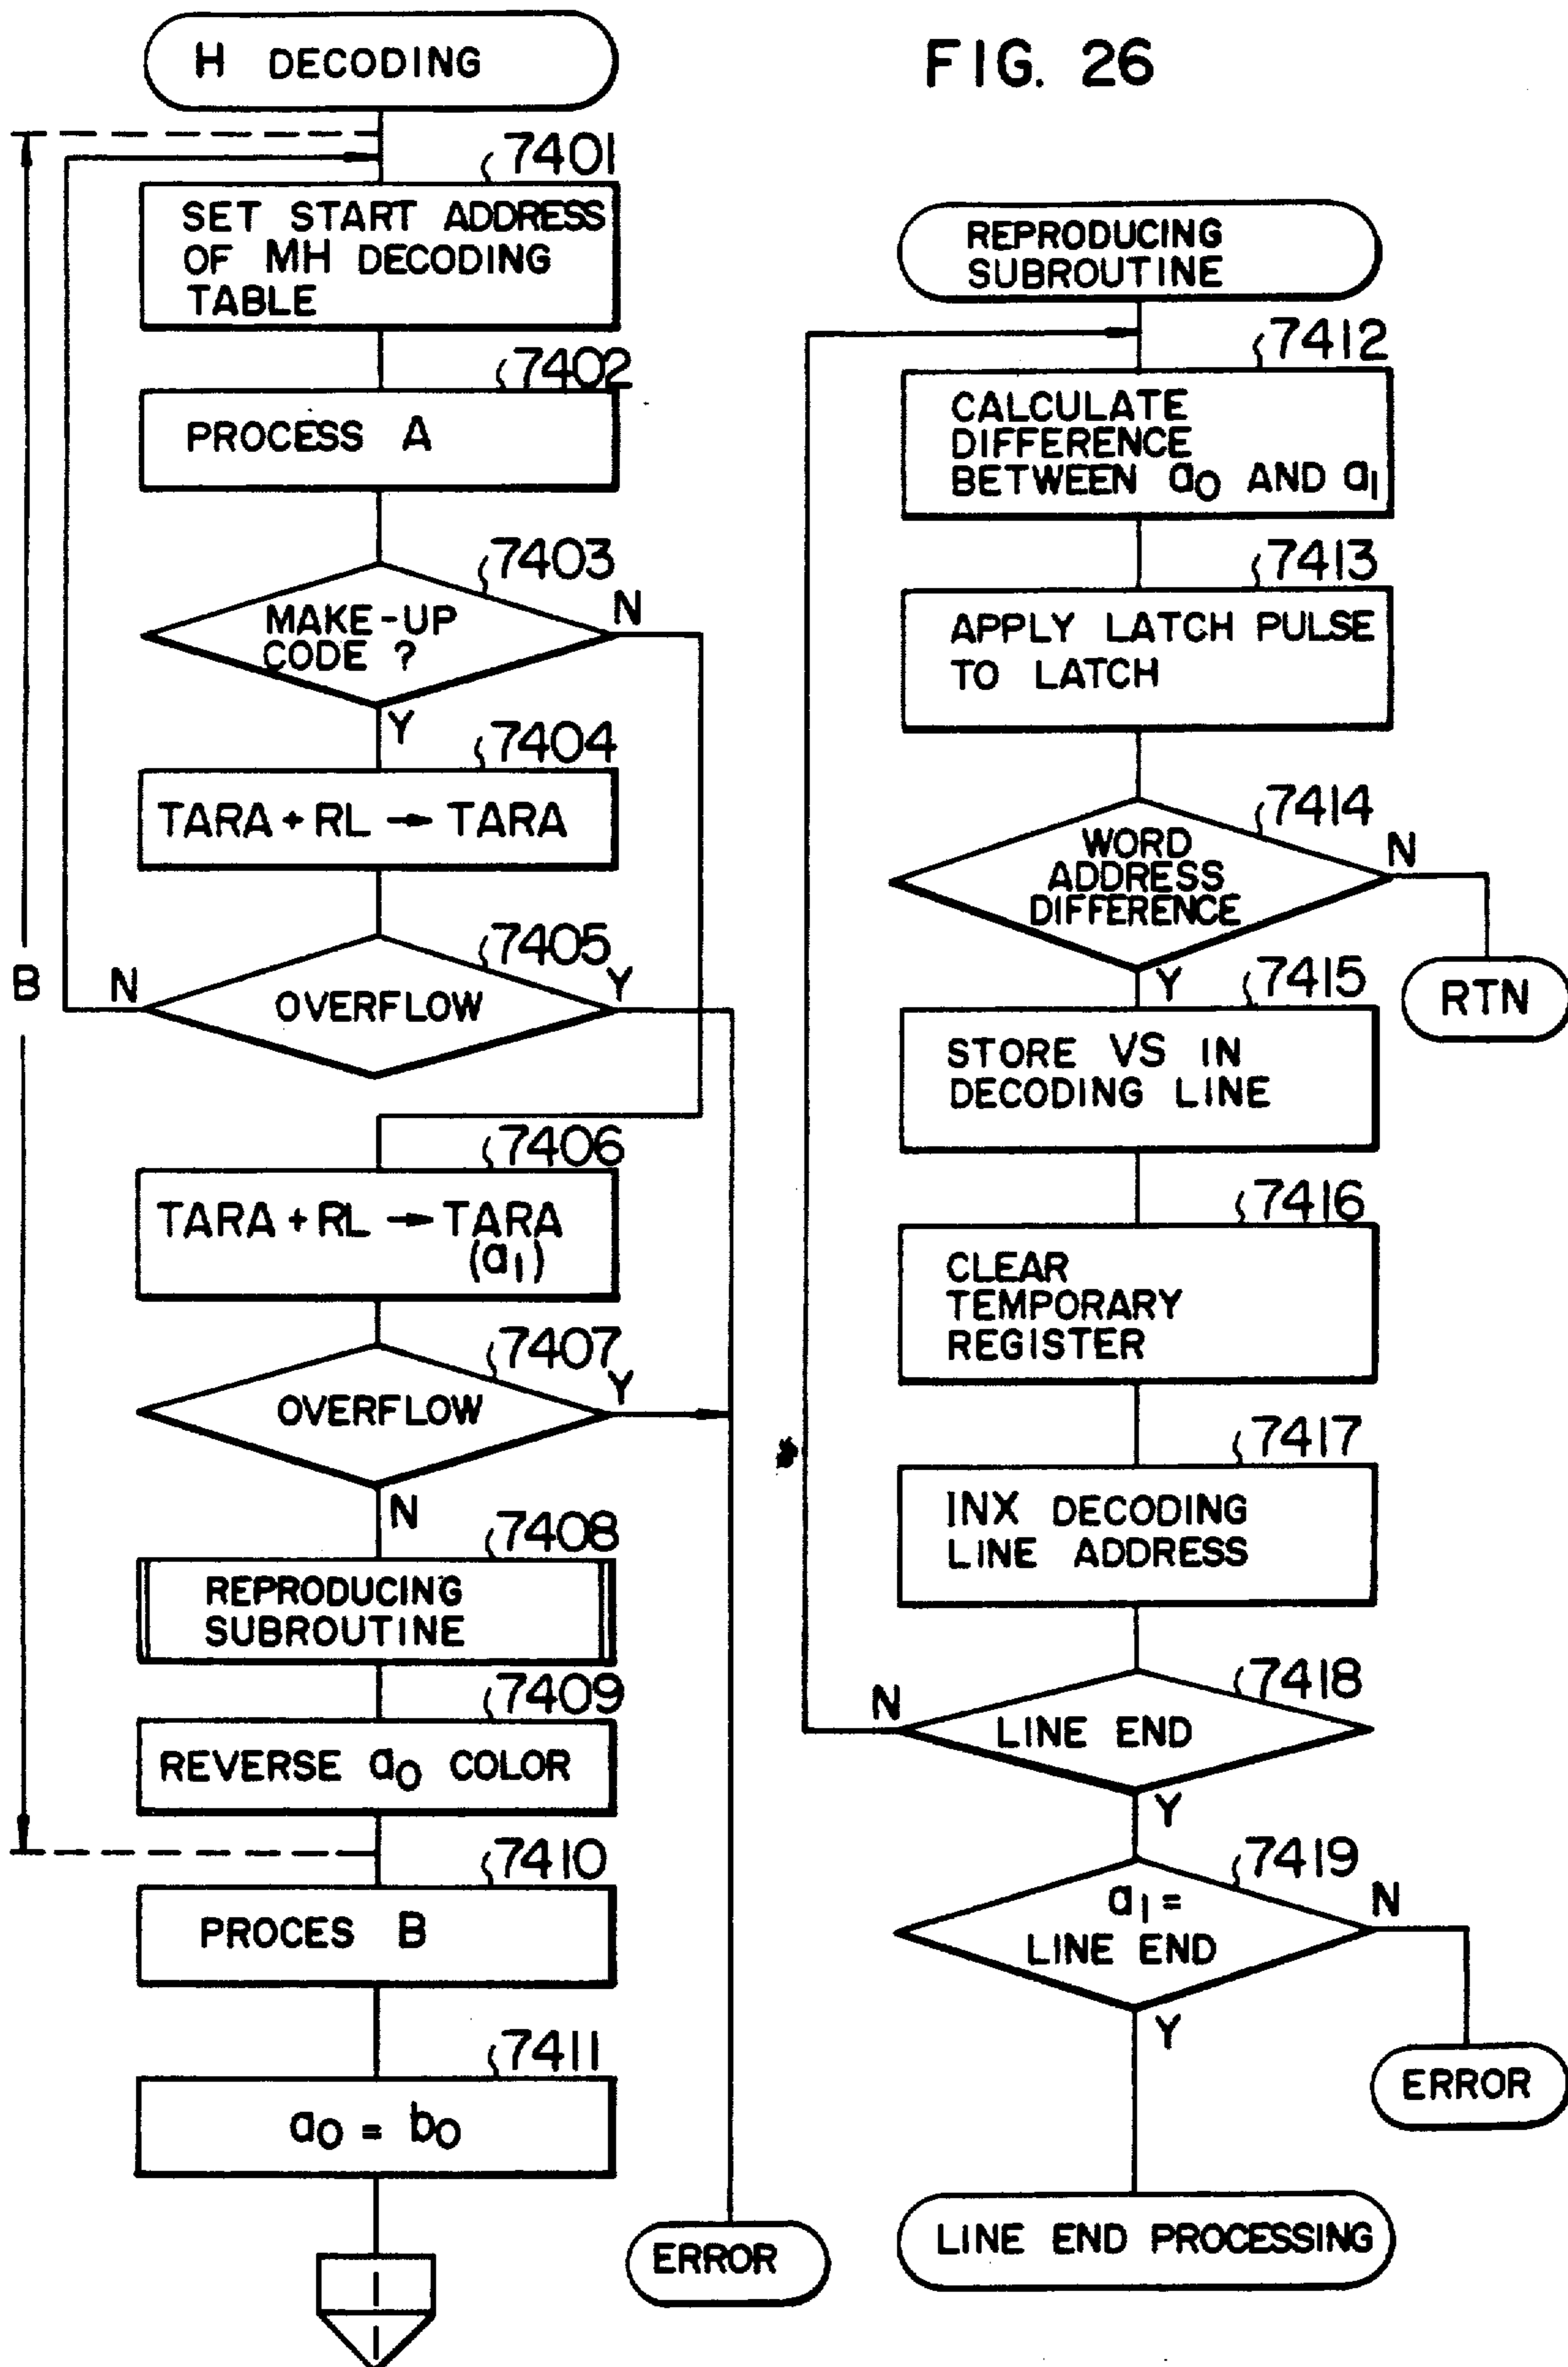 FIG. 26
H DECODING
7401
SET START ADDRESS
OF MH DECODING
TABLE
7402
PROCESS A
7403
MAKE-UP
CODE ?
N
Y
7404
TARA + RL → TARA
7405
OVERFLOW
N
Y
B
7406
TARA + RL → TARA
(a1)
7407
OVERFLOW
Y
N
7408
REPRODUCING
SUBROUTINE
7409
REVERSE a0 COLOR
7410
PROCES B
7411
a0 = b0
ERROR
REPRODUCING
SUBROUTINE
7412
CALCULATE
DIFFERENCE
BETWEEN a0 AND a1
7413
APPLY LATCH PULSE
TO LATCH
7414
WORD
ADDRESS
DIFFERENCE
N
Y
RTN
7415
STORE VS IN
DECODING LINE
7416
CLEAR
TEMPORARY
REGISTER
7417
INX DECODING
LINE ADDRESS
7418
LINE END
N
Y
7419
a1 =
LINE END
N
Y
ERROR
LINE END PROCESSING